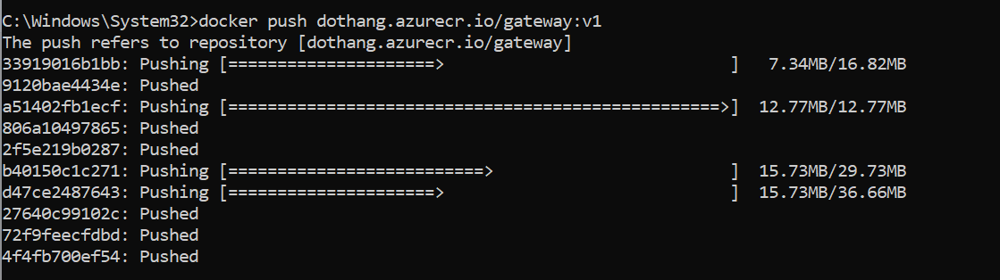 C:\Windows\System32>docker push dothang.azurecr.io/gateway:v1
The push refers to repository [dothang.azurecr.io/gateway]
33919016b1bb: Pushing [=====================>                             ]   7.34MB/16.82MB
9120bae4434e: Pushed
a51402fb1ecf: Pushing [==================================================>]  12.77MB/12.77MB
806a10497865: Pushed
2f5e219b0287: Pushed
b40150c1c271: Pushing [==========================>                        ]  15.73MB/29.73MB
d47ce2487643: Pushing [=====================>                             ]  15.73MB/36.66MB
27640c99102c: Pushed
72f9feecfdbd: Pushed
4f4fb700ef54: Pushed